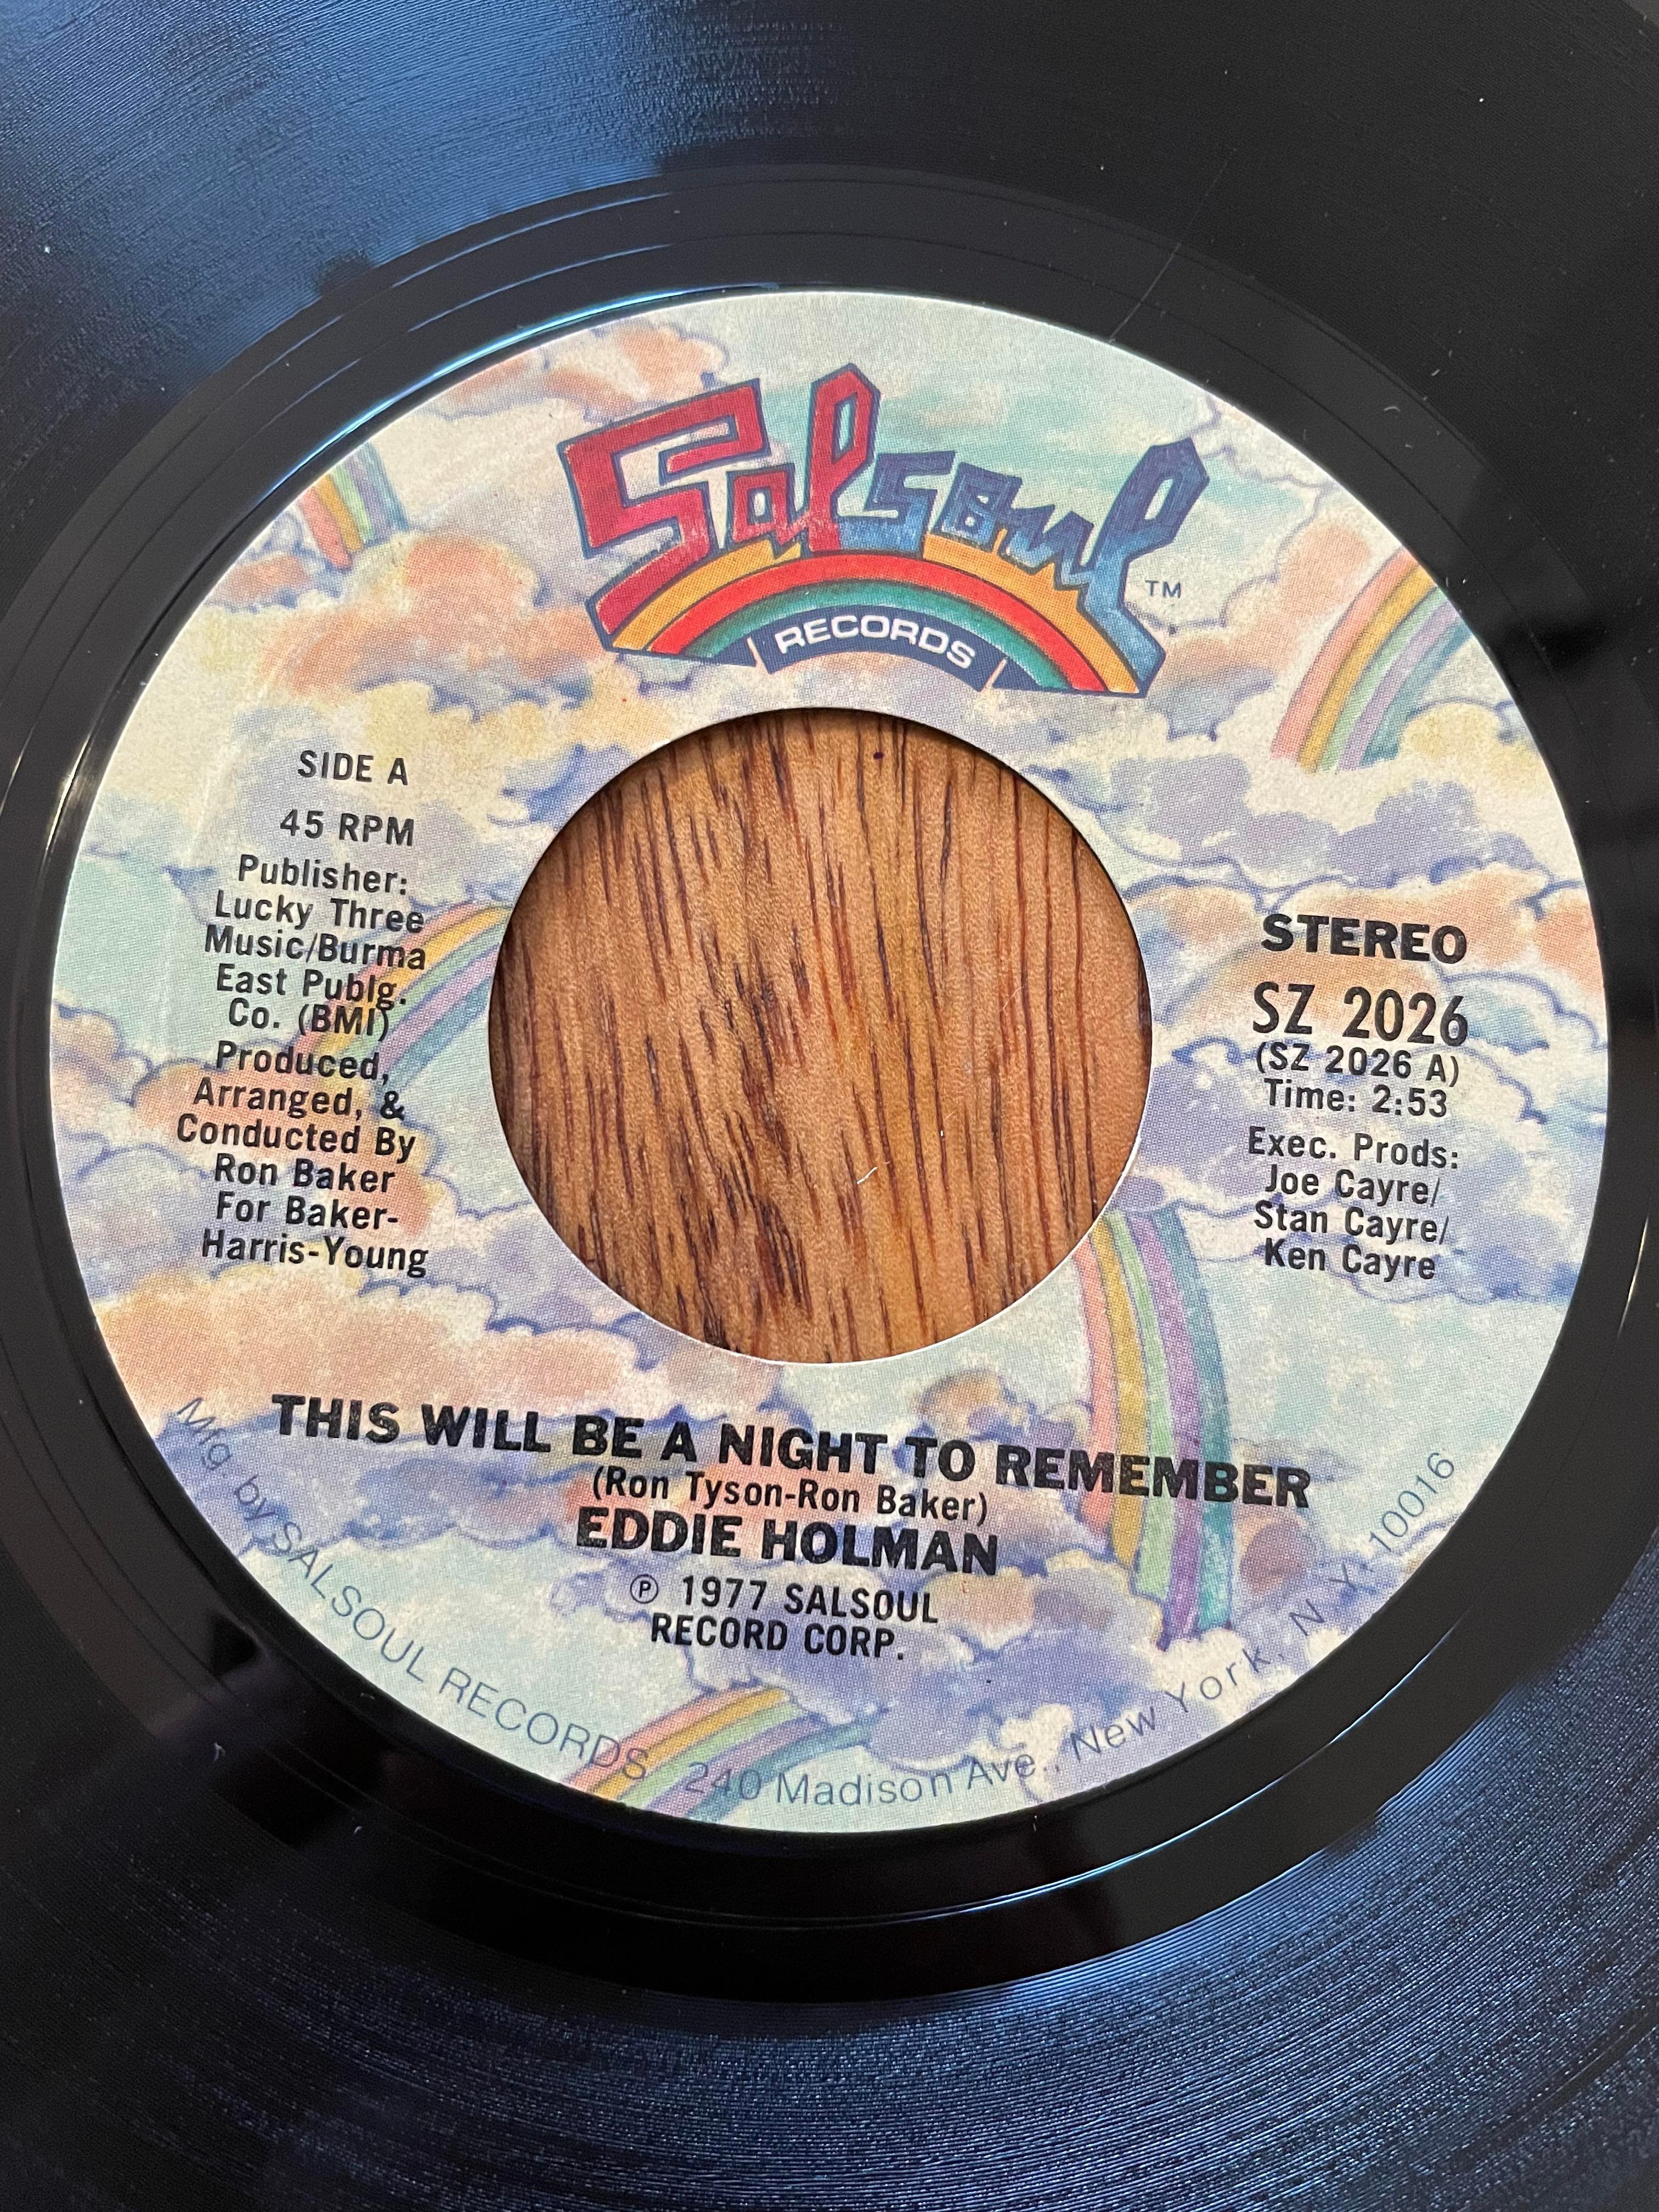 Salsoul
TM
RECORDS
SIDE A
45 RPM
Publisher:
Lucky Three
Music/Burma
East Publg.
Co. (BMI)
Produced,
Arranged, &
Conducted By
Ron Baker
For Baker-
Harris-Young
STEREO
SZ 2026
(SZ 2026 A)
Time: 2:53
Exec. Prods:
Joe Cayre/
Stan Cayre/
Ken Cayre
THIS WILL BE A NIGHT TO REMEMBER
(Ron Tyson-Ron Baker)
EDDIE HOLMAN
℗ 1977 SALSOUL
RECORD CORP.
Mfg. by SALSOUL RECORDS 240 Madison Ave., New York, N.Y. 10016